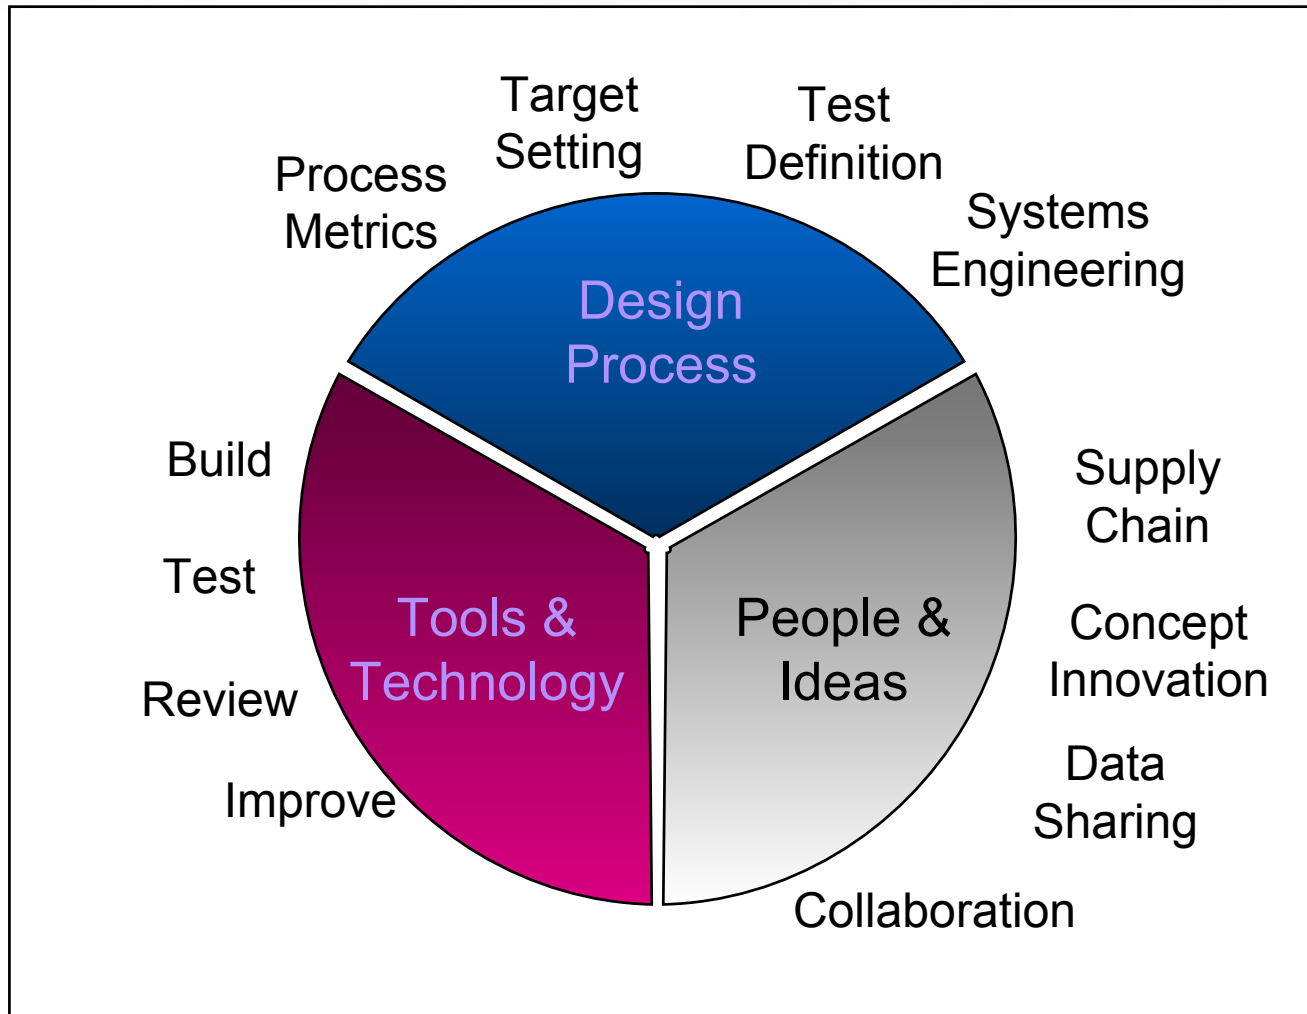 Target
Setting
Test
Definition
Process
Metrics
Systems
Engineering
Design
Process
Build
Test
Review
Improve
Tools &
Technology
People &
Ideas
Supply
Chain
Concept
Innovation
Data
Sharing
Collaboration